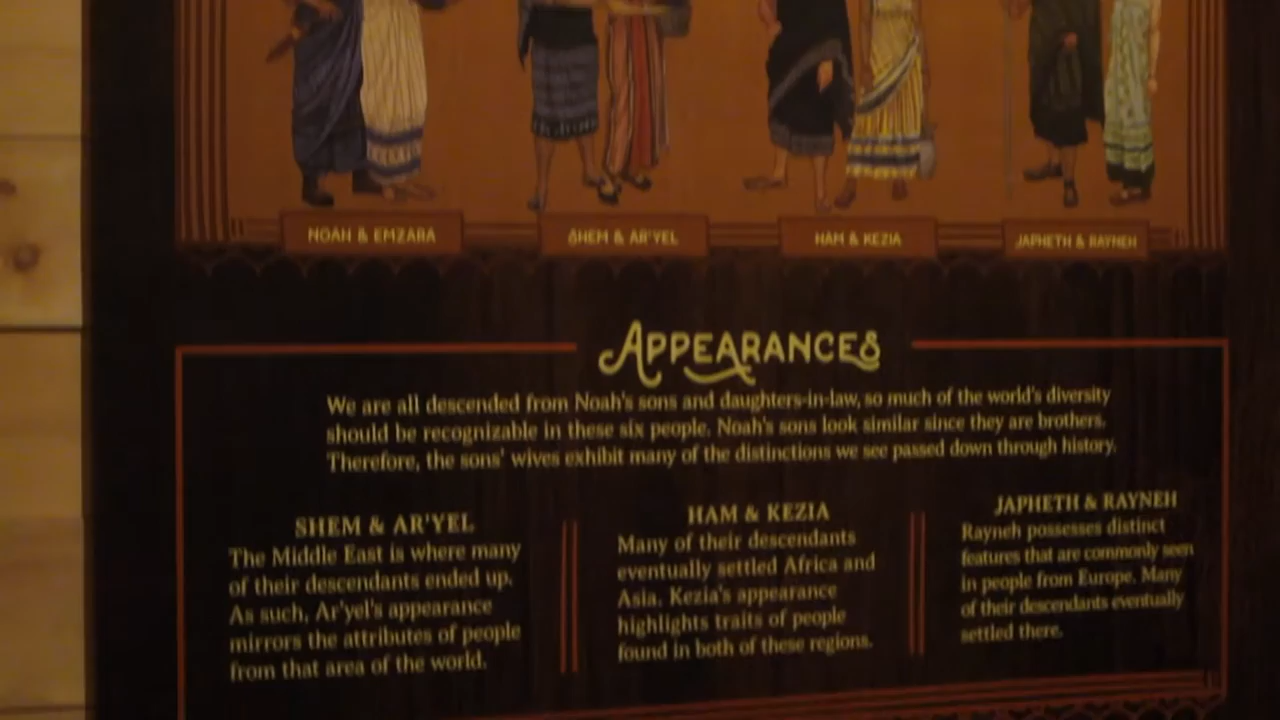 NOAH & EMZARA
SHEM & AR'YEL
HAM & KEZIA
JAPHETH & RAYNEH
APPEARANCES
We are all descended from Noah's sons and daughters-in-law, so much of the world's diversity
should be recognizable in these six people. Noah's sons look similar since they are brothers.
Therefore, the sons' wives exhibit many of the distinctions we see passed down through history.
SHEM & AR'YEL
The Middle East is where many
of their descendants ended up.
As such, Ar'yel's appearance
mirrors the attributes of people
from that area of the world.
HAM & KEZIA
Many of their descendants
eventually settled Africa and
Asia. Kezia's appearance
highlights traits of people
found in both of these regions.
JAPHETH & RAYNEH
Rayneh possesses distinct
features that are commonly seen
in people from Europe. Many
of their descendants eventually
settled there.